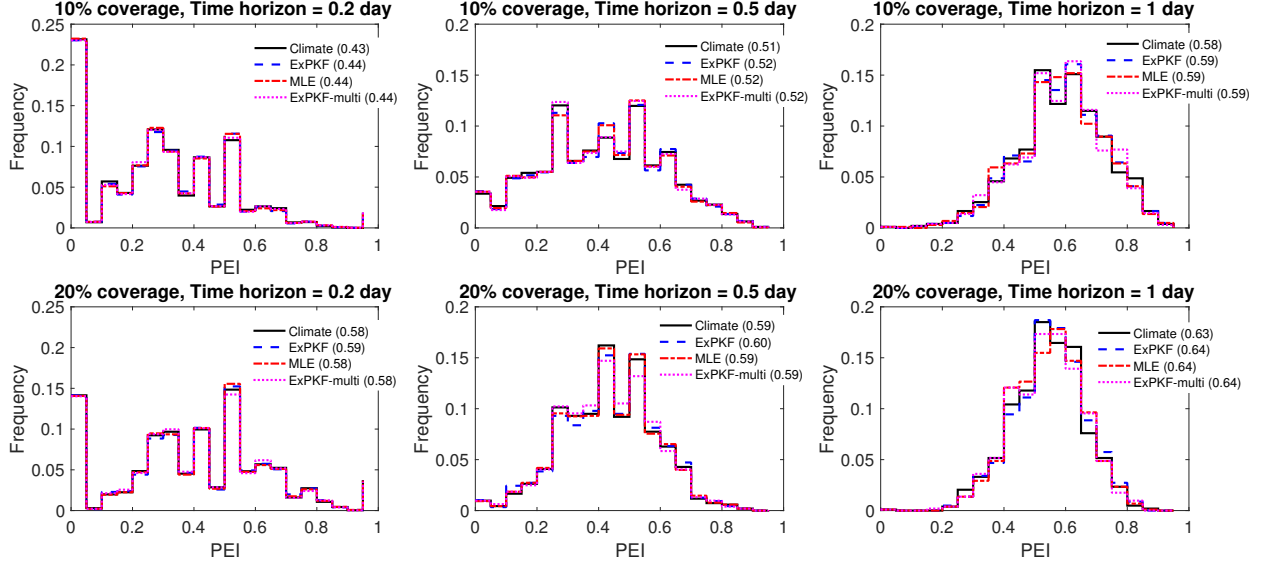 10% coverage, Time horizon = 0.2 day
0.25
0.2
0.15
0.1
0.05
0
Frequency
Climate (0.43)
ExPKF (0.44)
MLE (0.44)
ExPKF-multi (0.44)
0 0.2 0.4 0.6 0.8 1
PEI
10% coverage, Time horizon = 0.5 day
0.2
0.15
0.1
0.05
0
Frequency
Climate (0.51)
ExPKF (0.52)
MLE (0.52)
ExPKF-multi (0.52)
0 0.2 0.4 0.6 0.8 1
PEI
10% coverage, Time horizon = 1 day
0.2
0.15
0.1
0.05
0
Frequency
Climate (0.58)
ExPKF (0.59)
MLE (0.59)
ExPKF-multi (0.59)
0 0.2 0.4 0.6 0.8 1
PEI
20% coverage, Time horizon = 0.2 day
0.25
0.2
0.15
0.1
0.05
0
Frequency
Climate (0.58)
ExPKF (0.59)
MLE (0.58)
ExPKF-multi (0.58)
0 0.2 0.4 0.6 0.8 1
PEI
20% coverage, Time horizon = 0.5 day
0.2
0.15
0.1
0.05
0
Frequency
Climate (0.59)
ExPKF (0.60)
MLE (0.59)
ExPKF-multi (0.59)
0 0.2 0.4 0.6 0.8 1
PEI
20% coverage, Time horizon = 1 day
0.2
0.15
0.1
0.05
0
Frequency
Climate (0.63)
ExPKF (0.64)
MLE (0.64)
ExPKF-multi (0.64)
0 0.2 0.4 0.6 0.8 1
PEI